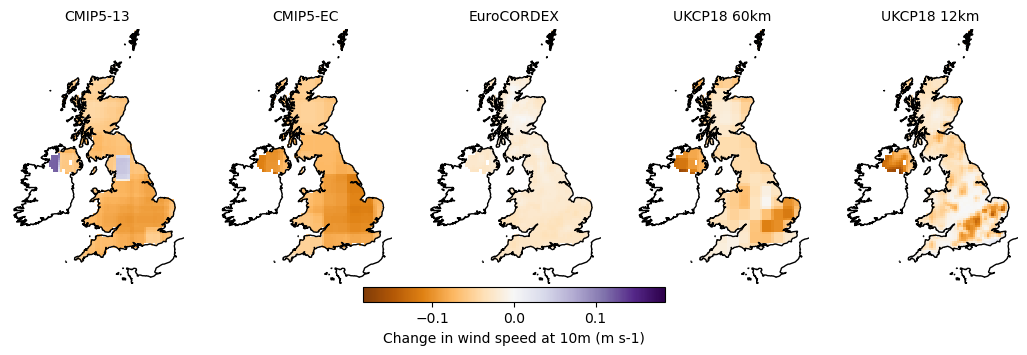 CMIP5-13 CMIP5-EC EuroCORDEX UKCP18 60km UKCP18 12km
−0.1 0.0 0.1
Change in wind speed at 10m (m s-1)